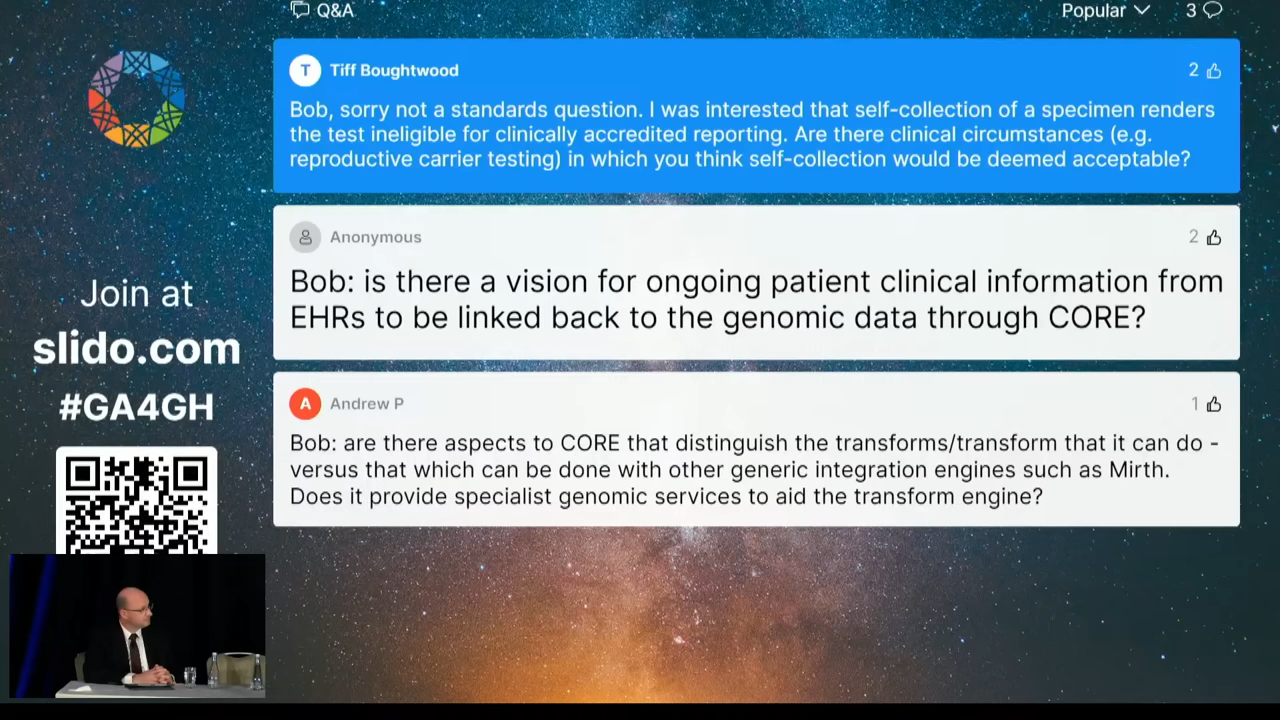 Q&A
Popular
3
T
Tiff Boughtwood
2
Bob, sorry not a standards question. I was interested that self-collection of a specimen renders
the test ineligible for clinically accredited reporting. Are there clinical circumstances (e.g.
reproductive carrier testing) in which you think self-collection would be deemed acceptable?
Anonymous
2
Bob: is there a vision for ongoing patient clinical information from
EHRs to be linked back to the genomic data through CORE?
A
Andrew P
1
Bob: are there aspects to CORE that distinguish the transforms/transform that it can do -
versus that which can be done with other generic integration engines such as Mirth.
Does it provide specialist genomic services to aid the transform engine?
Join at
slido.com
#GA4GH